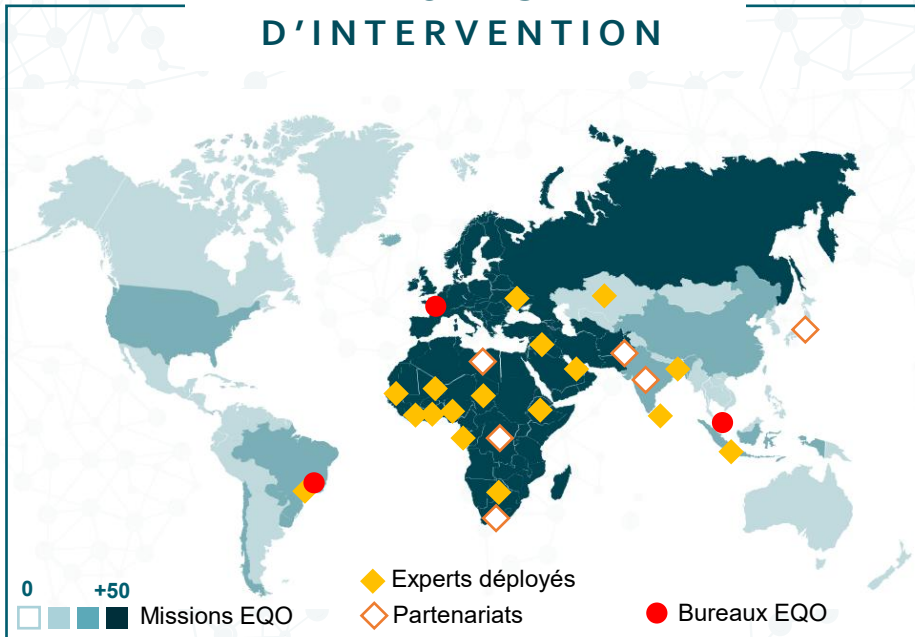 D'INTERVENTION
0 +50
Missions EQO
Experts déployés
Partenariats
Bureaux EQO